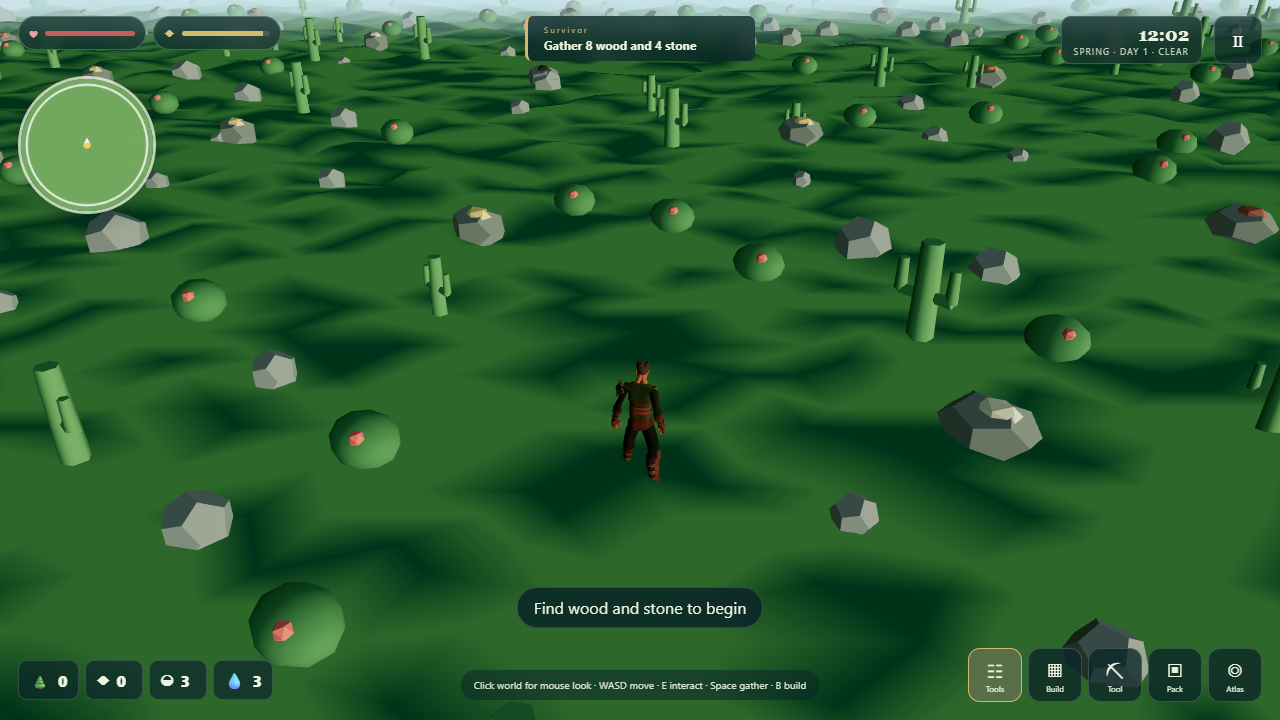 Survivor
Gather 8 wood and 4 stone
12:02
SPRING · DAY 1 · CLEAR
Find wood and stone to begin
0
0
3
3
Click world for mouse look · WASD move · E interact · Space gather · B build
Tools
Build
Tool
Pack
Atlas